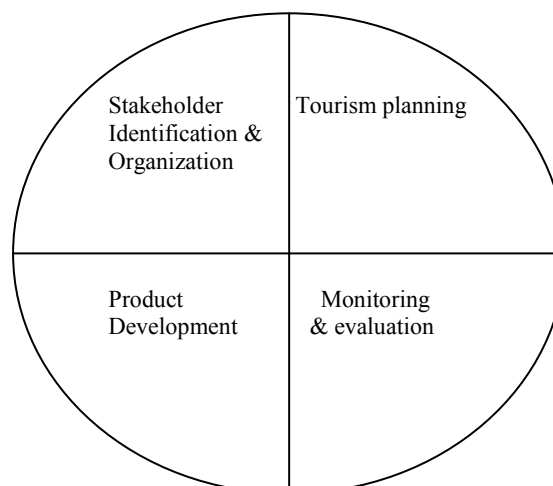 Stakeholder
Identification &
Organization
Tourism planning
Product
Development
Monitoring
& evaluation